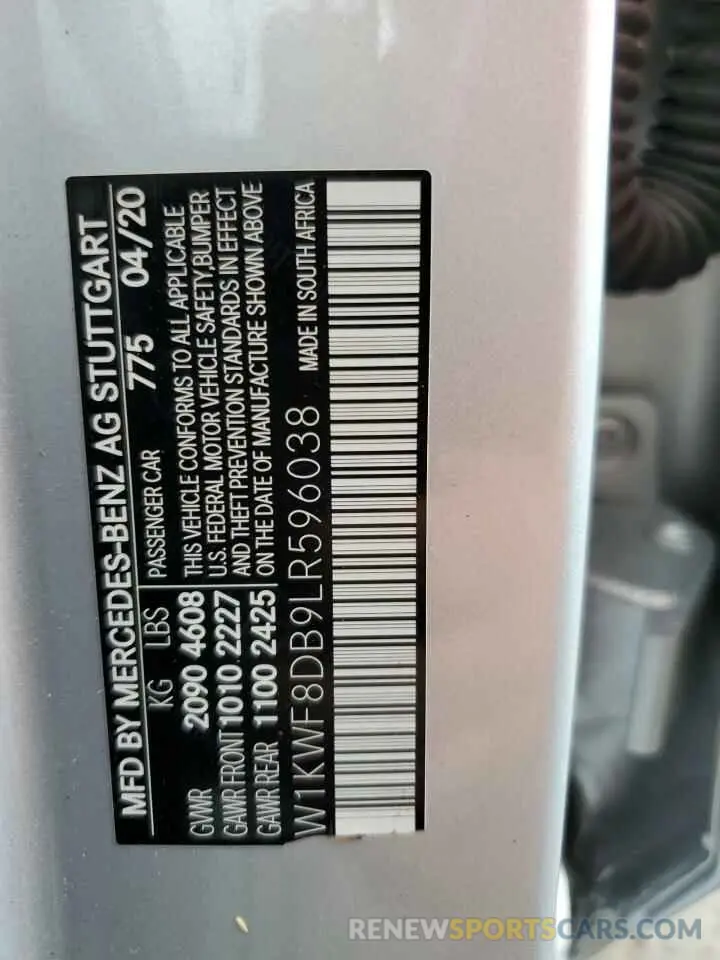 MFD BY MERCEDES-BENZ AG STUTTGART
KG LBS PASSENGER CAR 775 04/20
GVWR 2090 4608 THIS VEHICLE CONFORMS TO ALL APPLICABLE
GAWR FRONT 1010 2227 U.S. FEDERAL MOTOR VEHICLE SAFETY,BUMPER
GAWR REAR 1100 2425 AND THEFT PREVENTION STANDARDS IN EFFECT
ON THE DATE OF MANUFACTURE SHOWN ABOVE
W1KWF8DB9LR596038 MADE IN SOUTH AFRICA
RENEWSPORTSCARS.COM